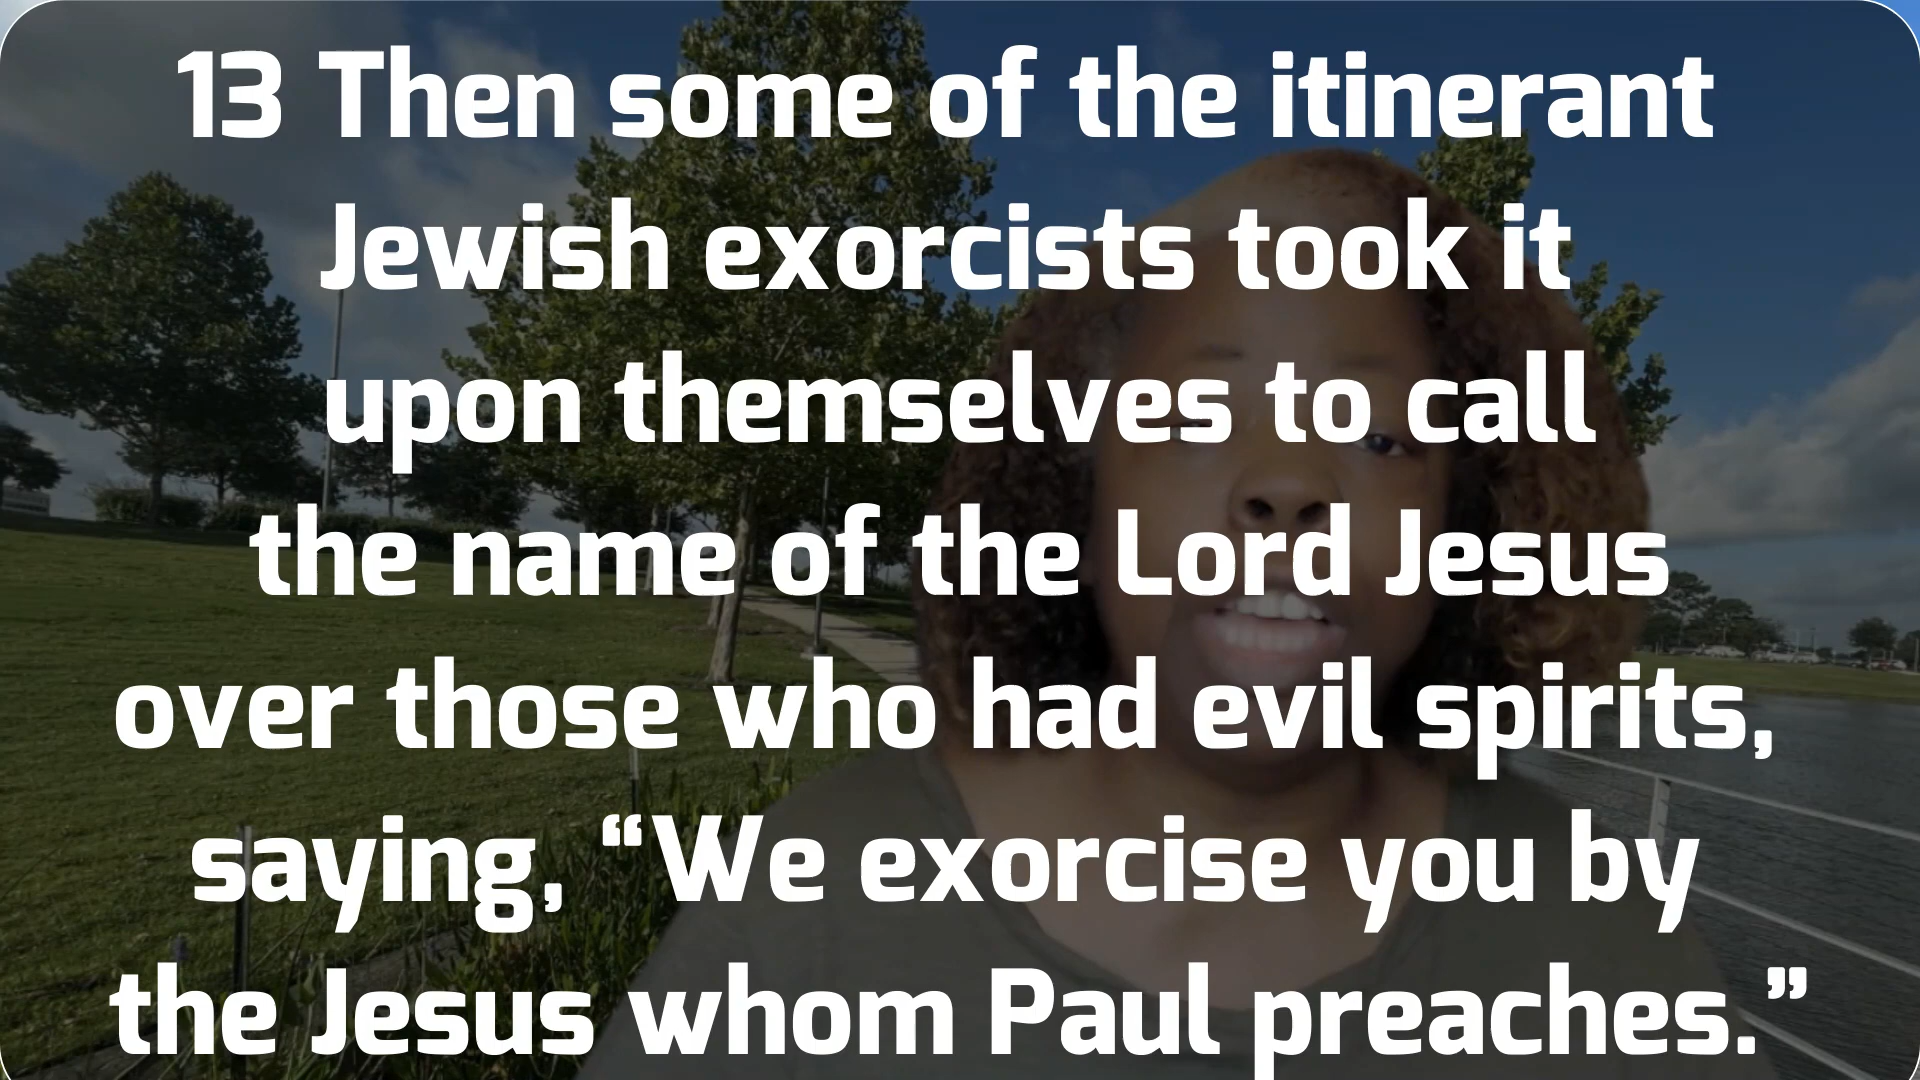 13 Then some of the itinerant
Jewish exorcists took it
upon themselves to call
the name of the Lord Jesus
over those who had evil spirits,
saying, “We exorcise you by
the Jesus whom Paul preaches.”